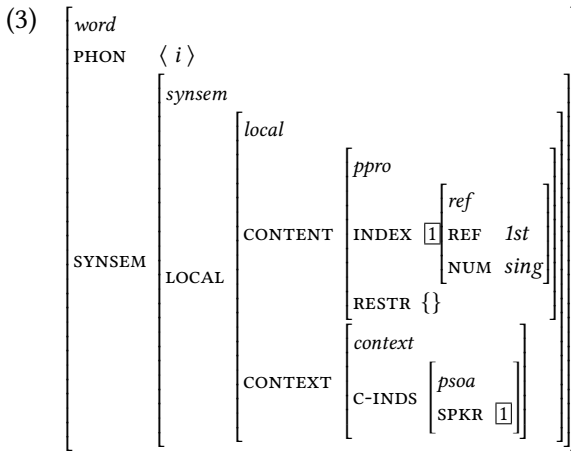 (3)
word
PHON ⟨ i ⟩
synsem
local
ppro
ref
CONTENT INDEX 1 REF 1st
NUM sing
SYNSEM LOCAL
RESTR {}
context
CONTEXT C-INDS psoa
SPKR 1